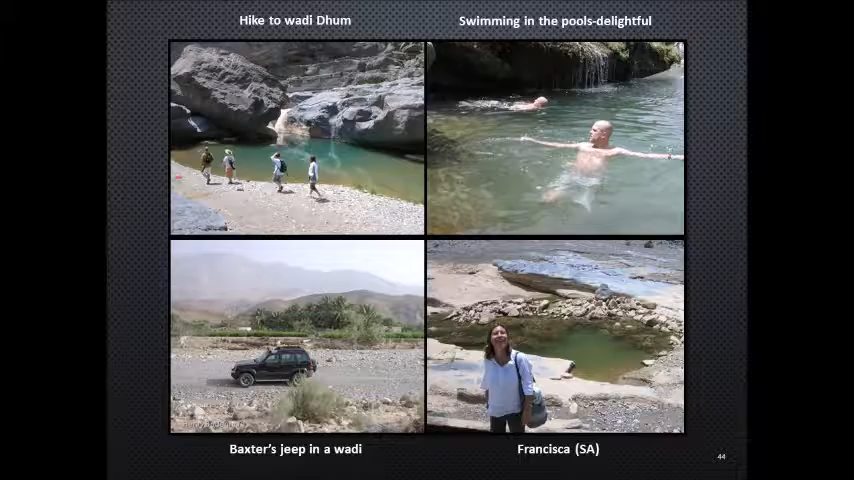 Hike to wadi Dhum
Swimming in the pools-delightful
Baxter's jeep in a wadi
Francisca (SA)
44